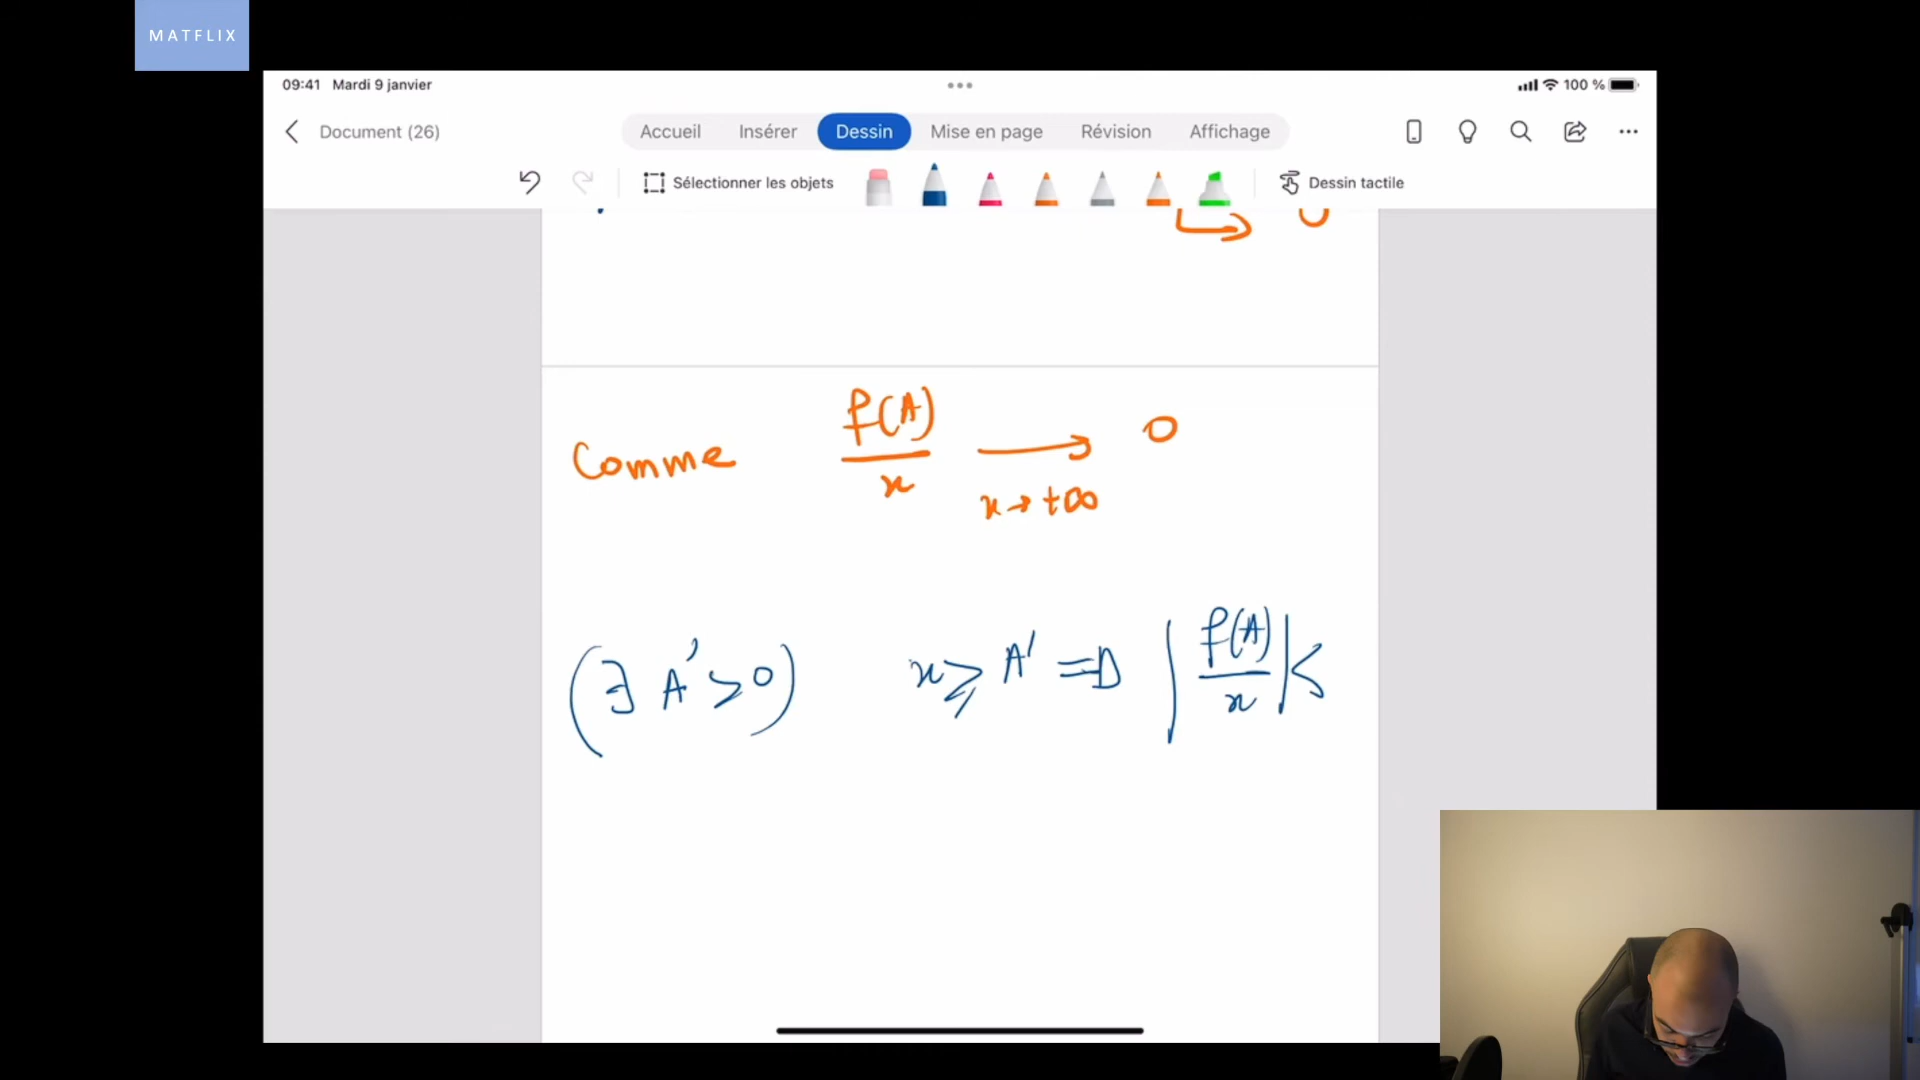 MATFLIX
09:41 Mardi 9 janvier
100 %
Document (26)
Accueil Insérer Dessin Mise en page Révision Affichage
Sélectionner les objets
Dessin tactile
0
Comme f(A)/x → 0
x → +∞
(∃ A' > 0) x ⩾ A' ⇒ |f(A)/x| <